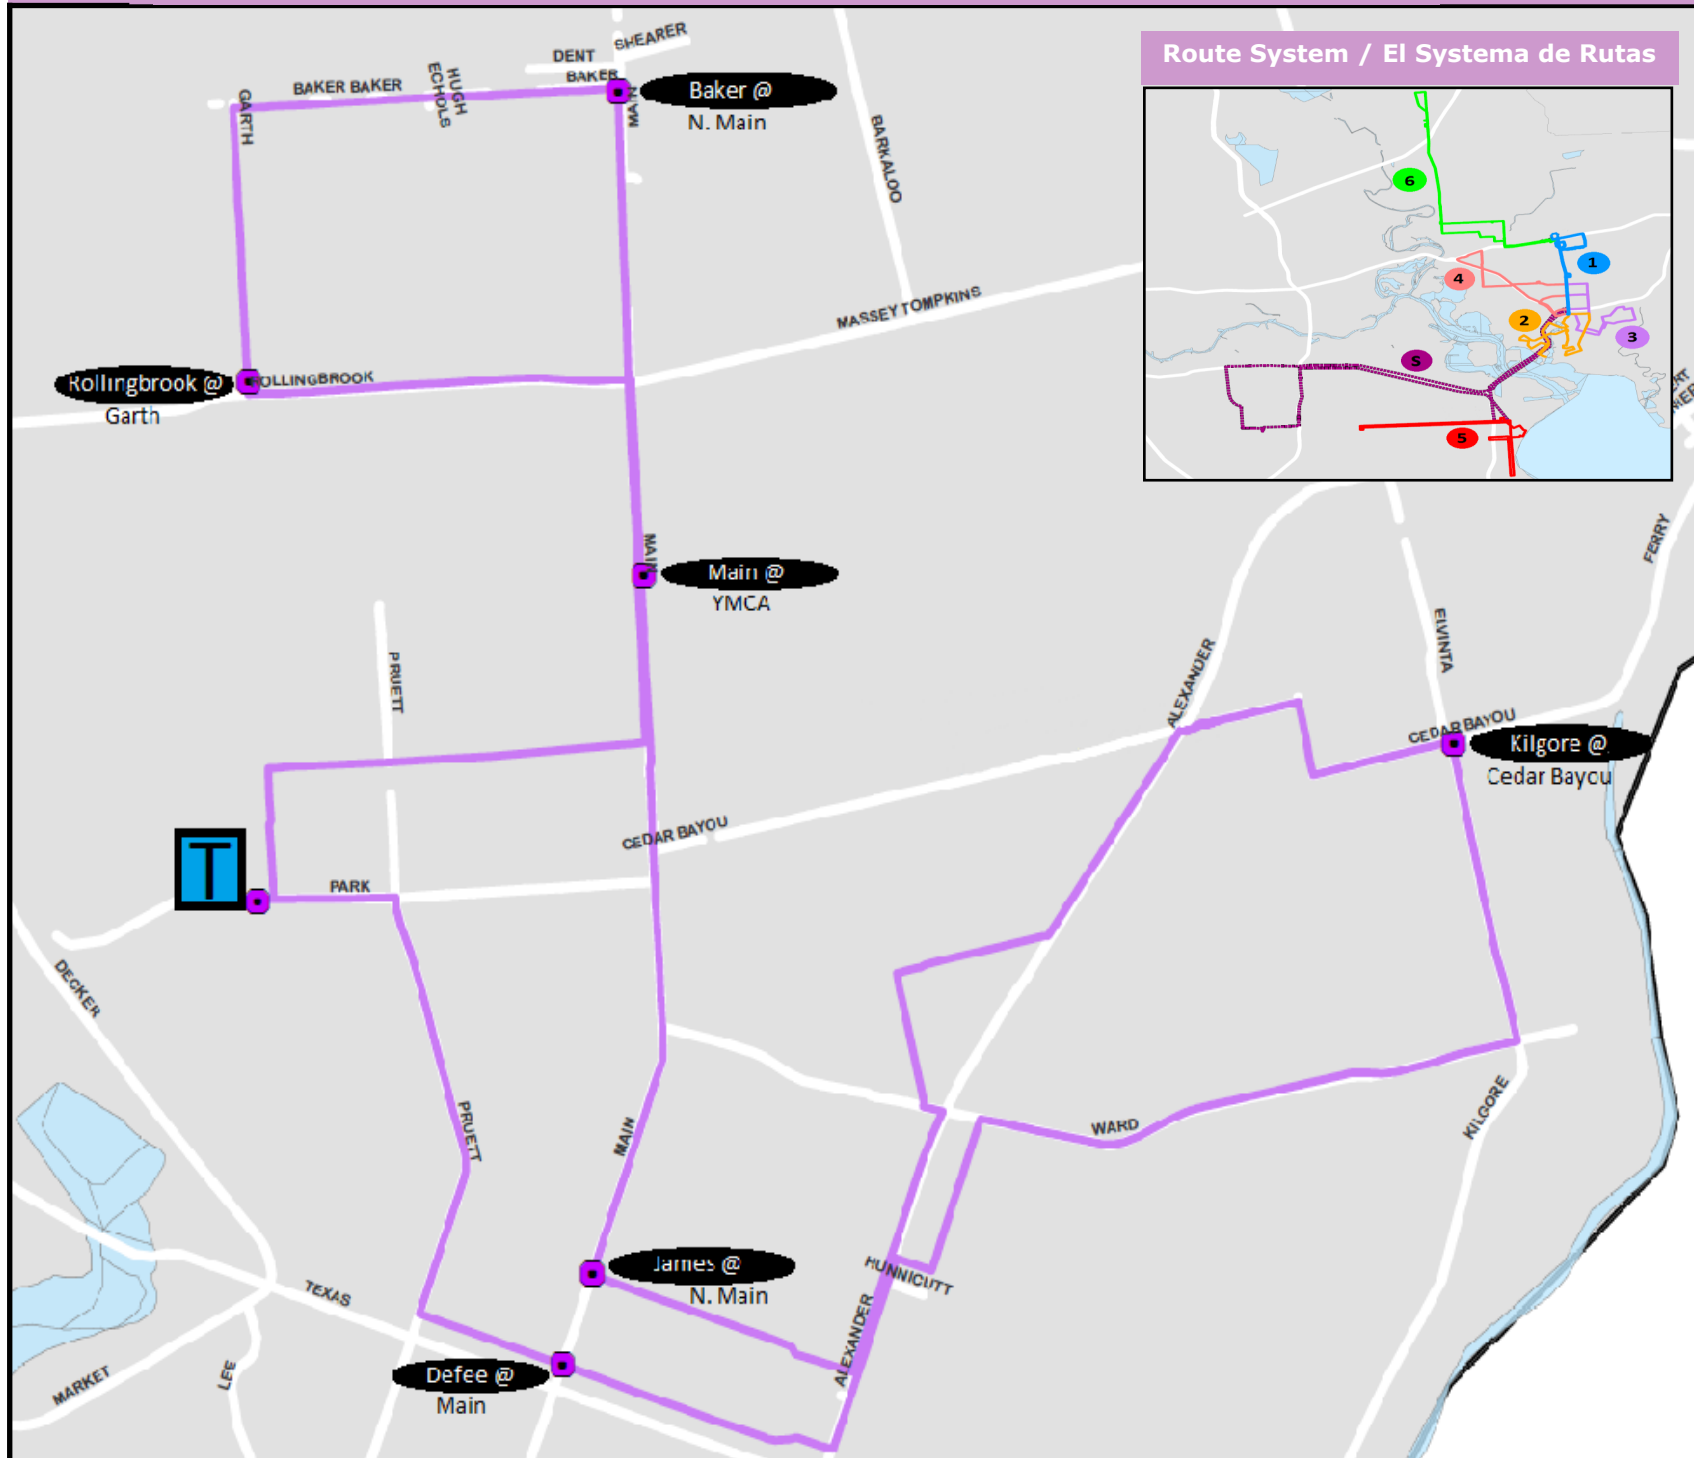 Route System / El Systema de Rutas
SHEARER
DENT
BAKER
BAKER BAKER
HUGH
ECHOLS
GARTH
MAIN
Baker @
N. Main
BARKALOO
MASSEY TOMPKINS
6
1
4
2
3
S
5
Rollingbrook @
Garth
ROLLINGBROOK
MAIN
Main @
YMCA
FERRY
ELVINTA
ALEXANDER
PRUETT
CEDAR BAYOU
Kilgore @
Cedar Bayou
CEDAR BAYOU
T
PARK
DECKER
PRUETT
MAIN
WARD
KILGORE
James @
N. Main
HUNNICUTT
TEXAS
ALEXANDER
Defee @
Main
LEE
MARKET